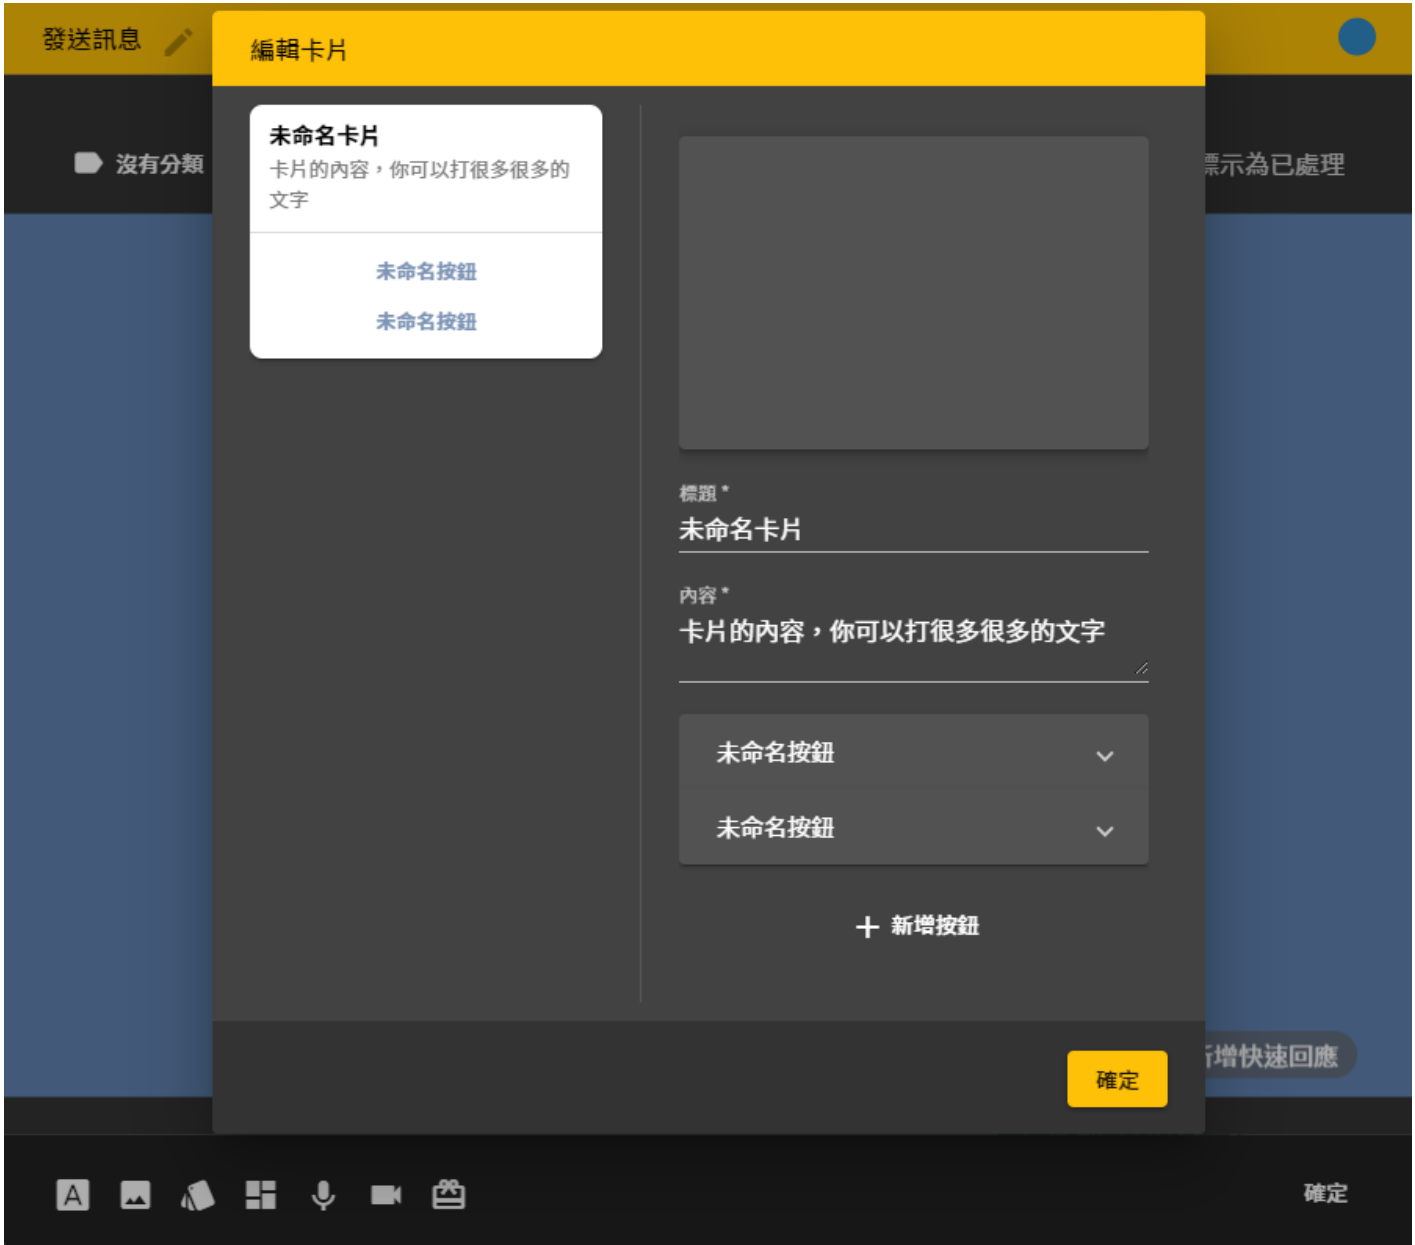 發送訊息
編輯卡片
沒有分類
標示為已處理
未命名卡片
卡片的內容，你可以打很多很多的
文字
未命名按鈕
未命名按鈕
標題 *
未命名卡片
內容 *
卡片的內容，你可以打很多很多的文字
未命名按鈕
未命名按鈕
新增按鈕
確定
新增快速回應
A
確定